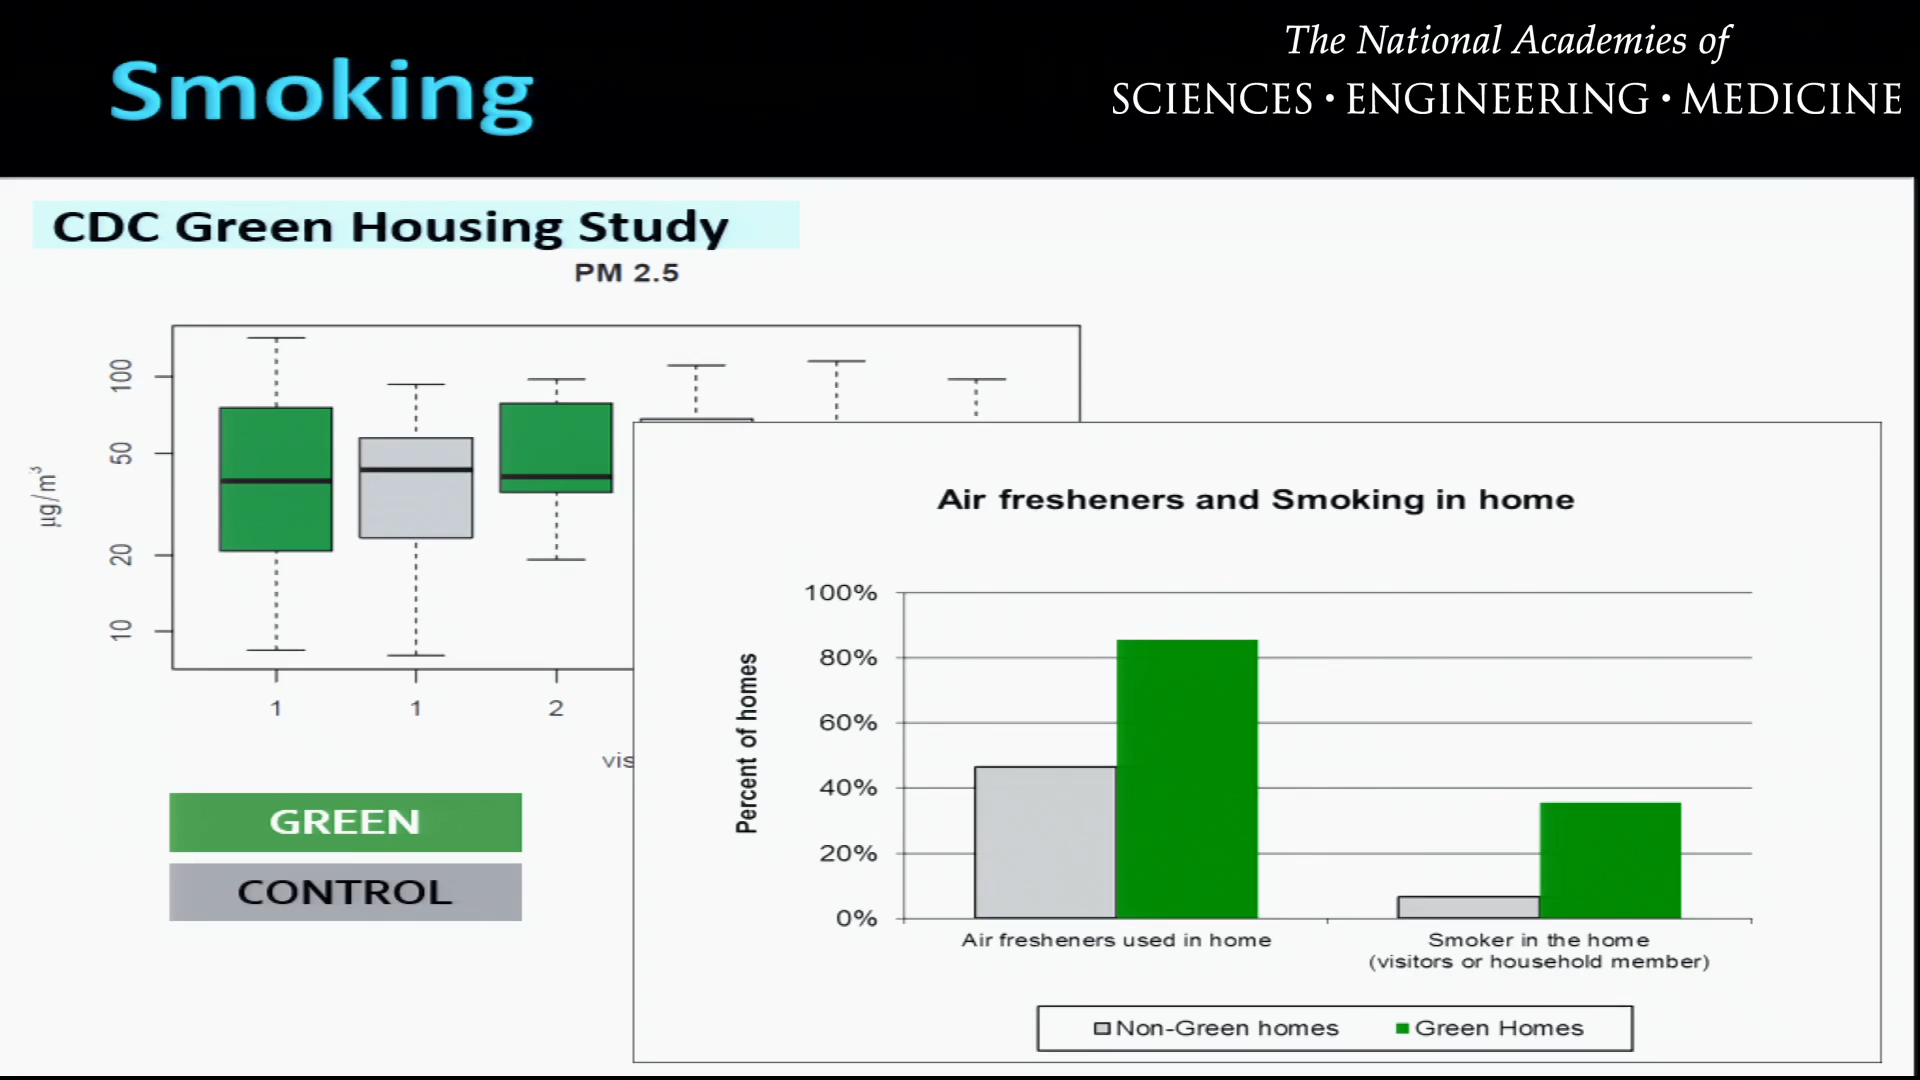 Smoking
The National Academies of
SCIENCES • ENGINEERING • MEDICINE
CDC Green Housing Study
PM 2.5
µg/m³
100
50
20
10
1
1
2
vis
GREEN
CONTROL
Air fresheners and Smoking in home
Percent of homes
100%
80%
60%
40%
20%
0%
Air fresheners used in home
Smoker in the home
(visitors or household member)
Non-Green homes
Green Homes